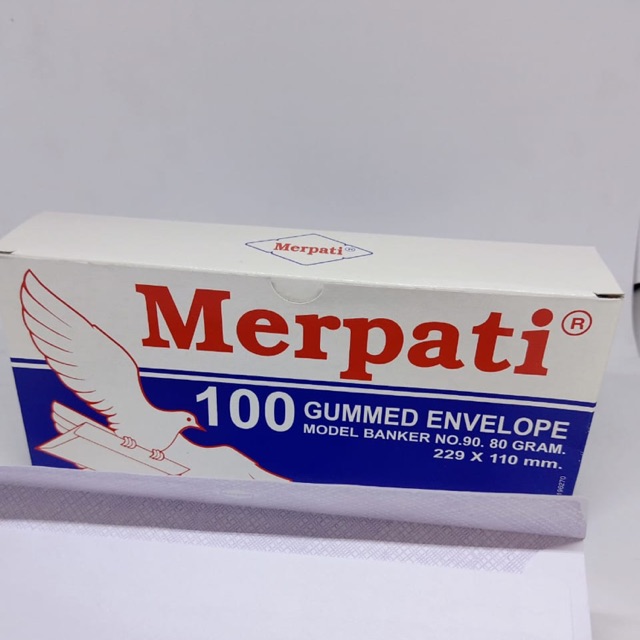 Merpati ®
Merpati ®
100 GUMMED ENVELOPE
MODEL BANKER NO.90. 80 GRAM.
229 X 110 mm.